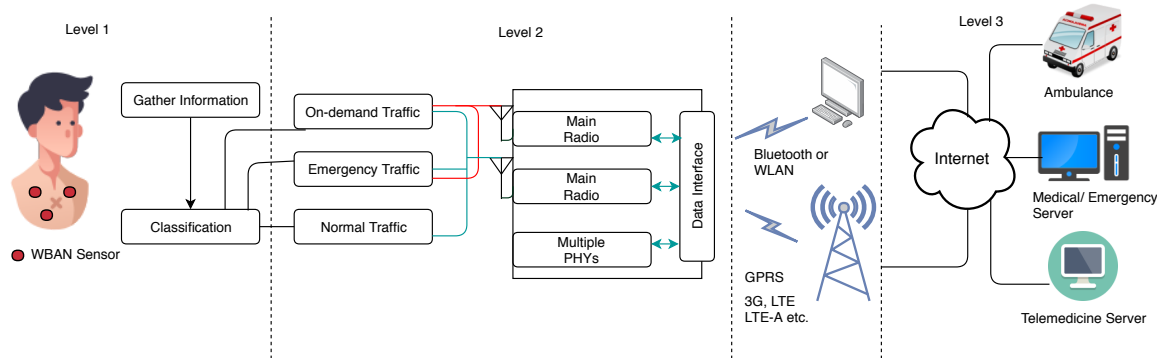 Level 1
Level 2
Level 3
Gather Information
Classification
WBAN Sensor
On-demand Traffic
Emergency Traffic
Normal Traffic
Main
Radio
Main
Radio
Multiple
PHYs
Data Interface
Bluetooth or
WLAN
GPRS
3G, LTE
LTE-A etc.
Internet
Ambulance
Medical/ Emergency
Server
Telemedicine Server